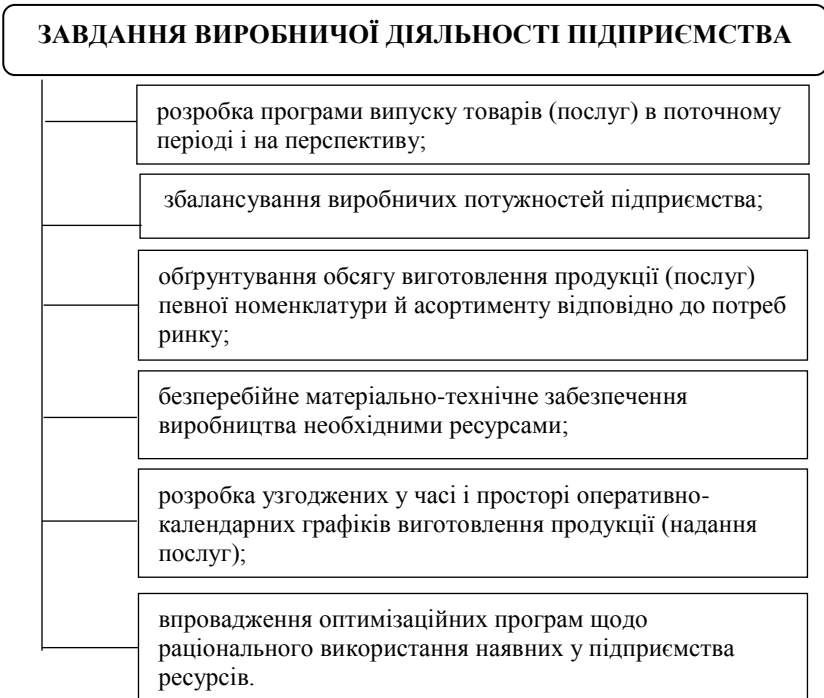 ЗАВДАННЯ ВИРОБНИЧОЇ ДІЯЛЬНОСТІ ПІДПРИЄМСТВА
розробка програми випуску товарів (послуг) в поточному
періоді і на перспективу;
збалансування виробничих потужностей підприємства;
обґрунтування обсягу виготовлення продукції (послуг)
певної номенклатури й асортименту відповідно до потреб
ринку;
безперебійне матеріально-технічне забезпечення
виробництва необхідними ресурсами;
розробка узгоджених у часі і просторі оперативно-
календарних графіків виготовлення продукції (надання
послуг);
впровадження оптимізаційних програм щодо
раціонального використання наявних у підприємства
ресурсів.